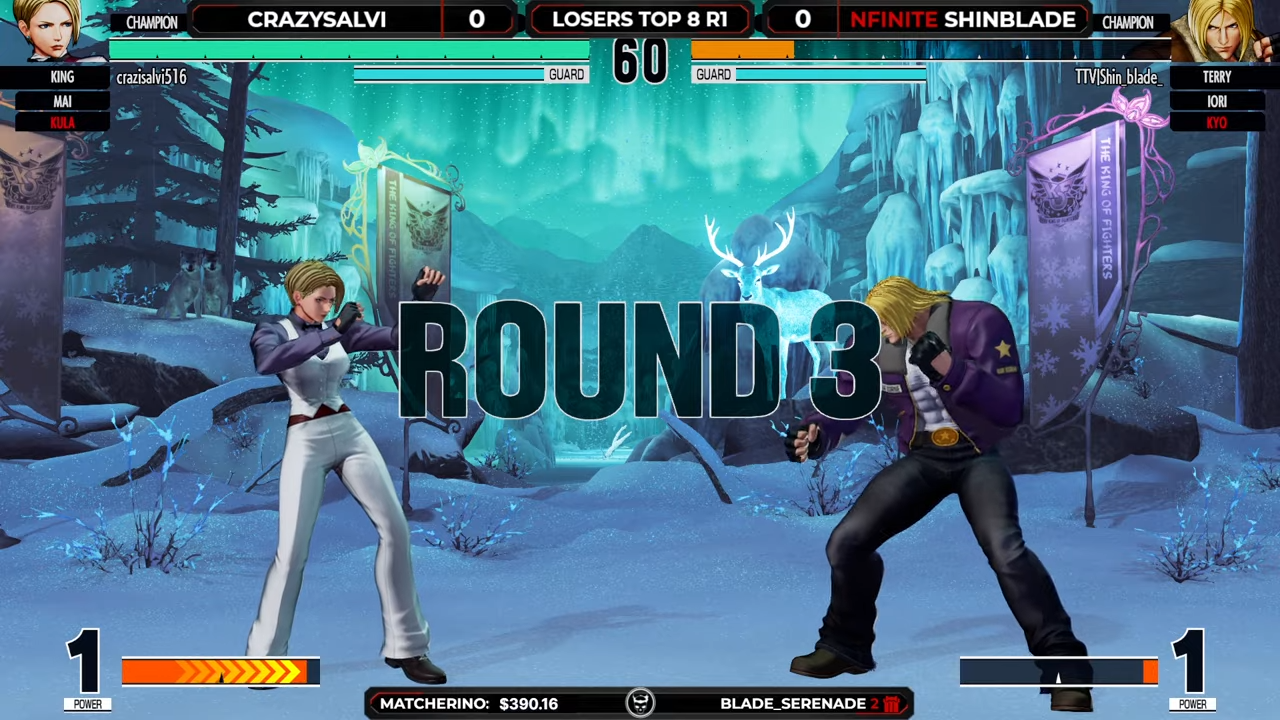 CHAMPION
CRAZYSALVI
0
LOSERS TOP 8 R1
0
NFINITE SHINBLADE
CHAMPION
60
KING
crazisalvi516
GUARD
GUARD
TTV|Shin_blade_
TERRY
MAI
IORI
KULA
KYO
THE KING OF FIGHTERS
THE KING OF FIGHTERS
ROUND 3
1
POWER
1
POWER
MATCHERINO: $390.16
BLADE_SERENADE 2